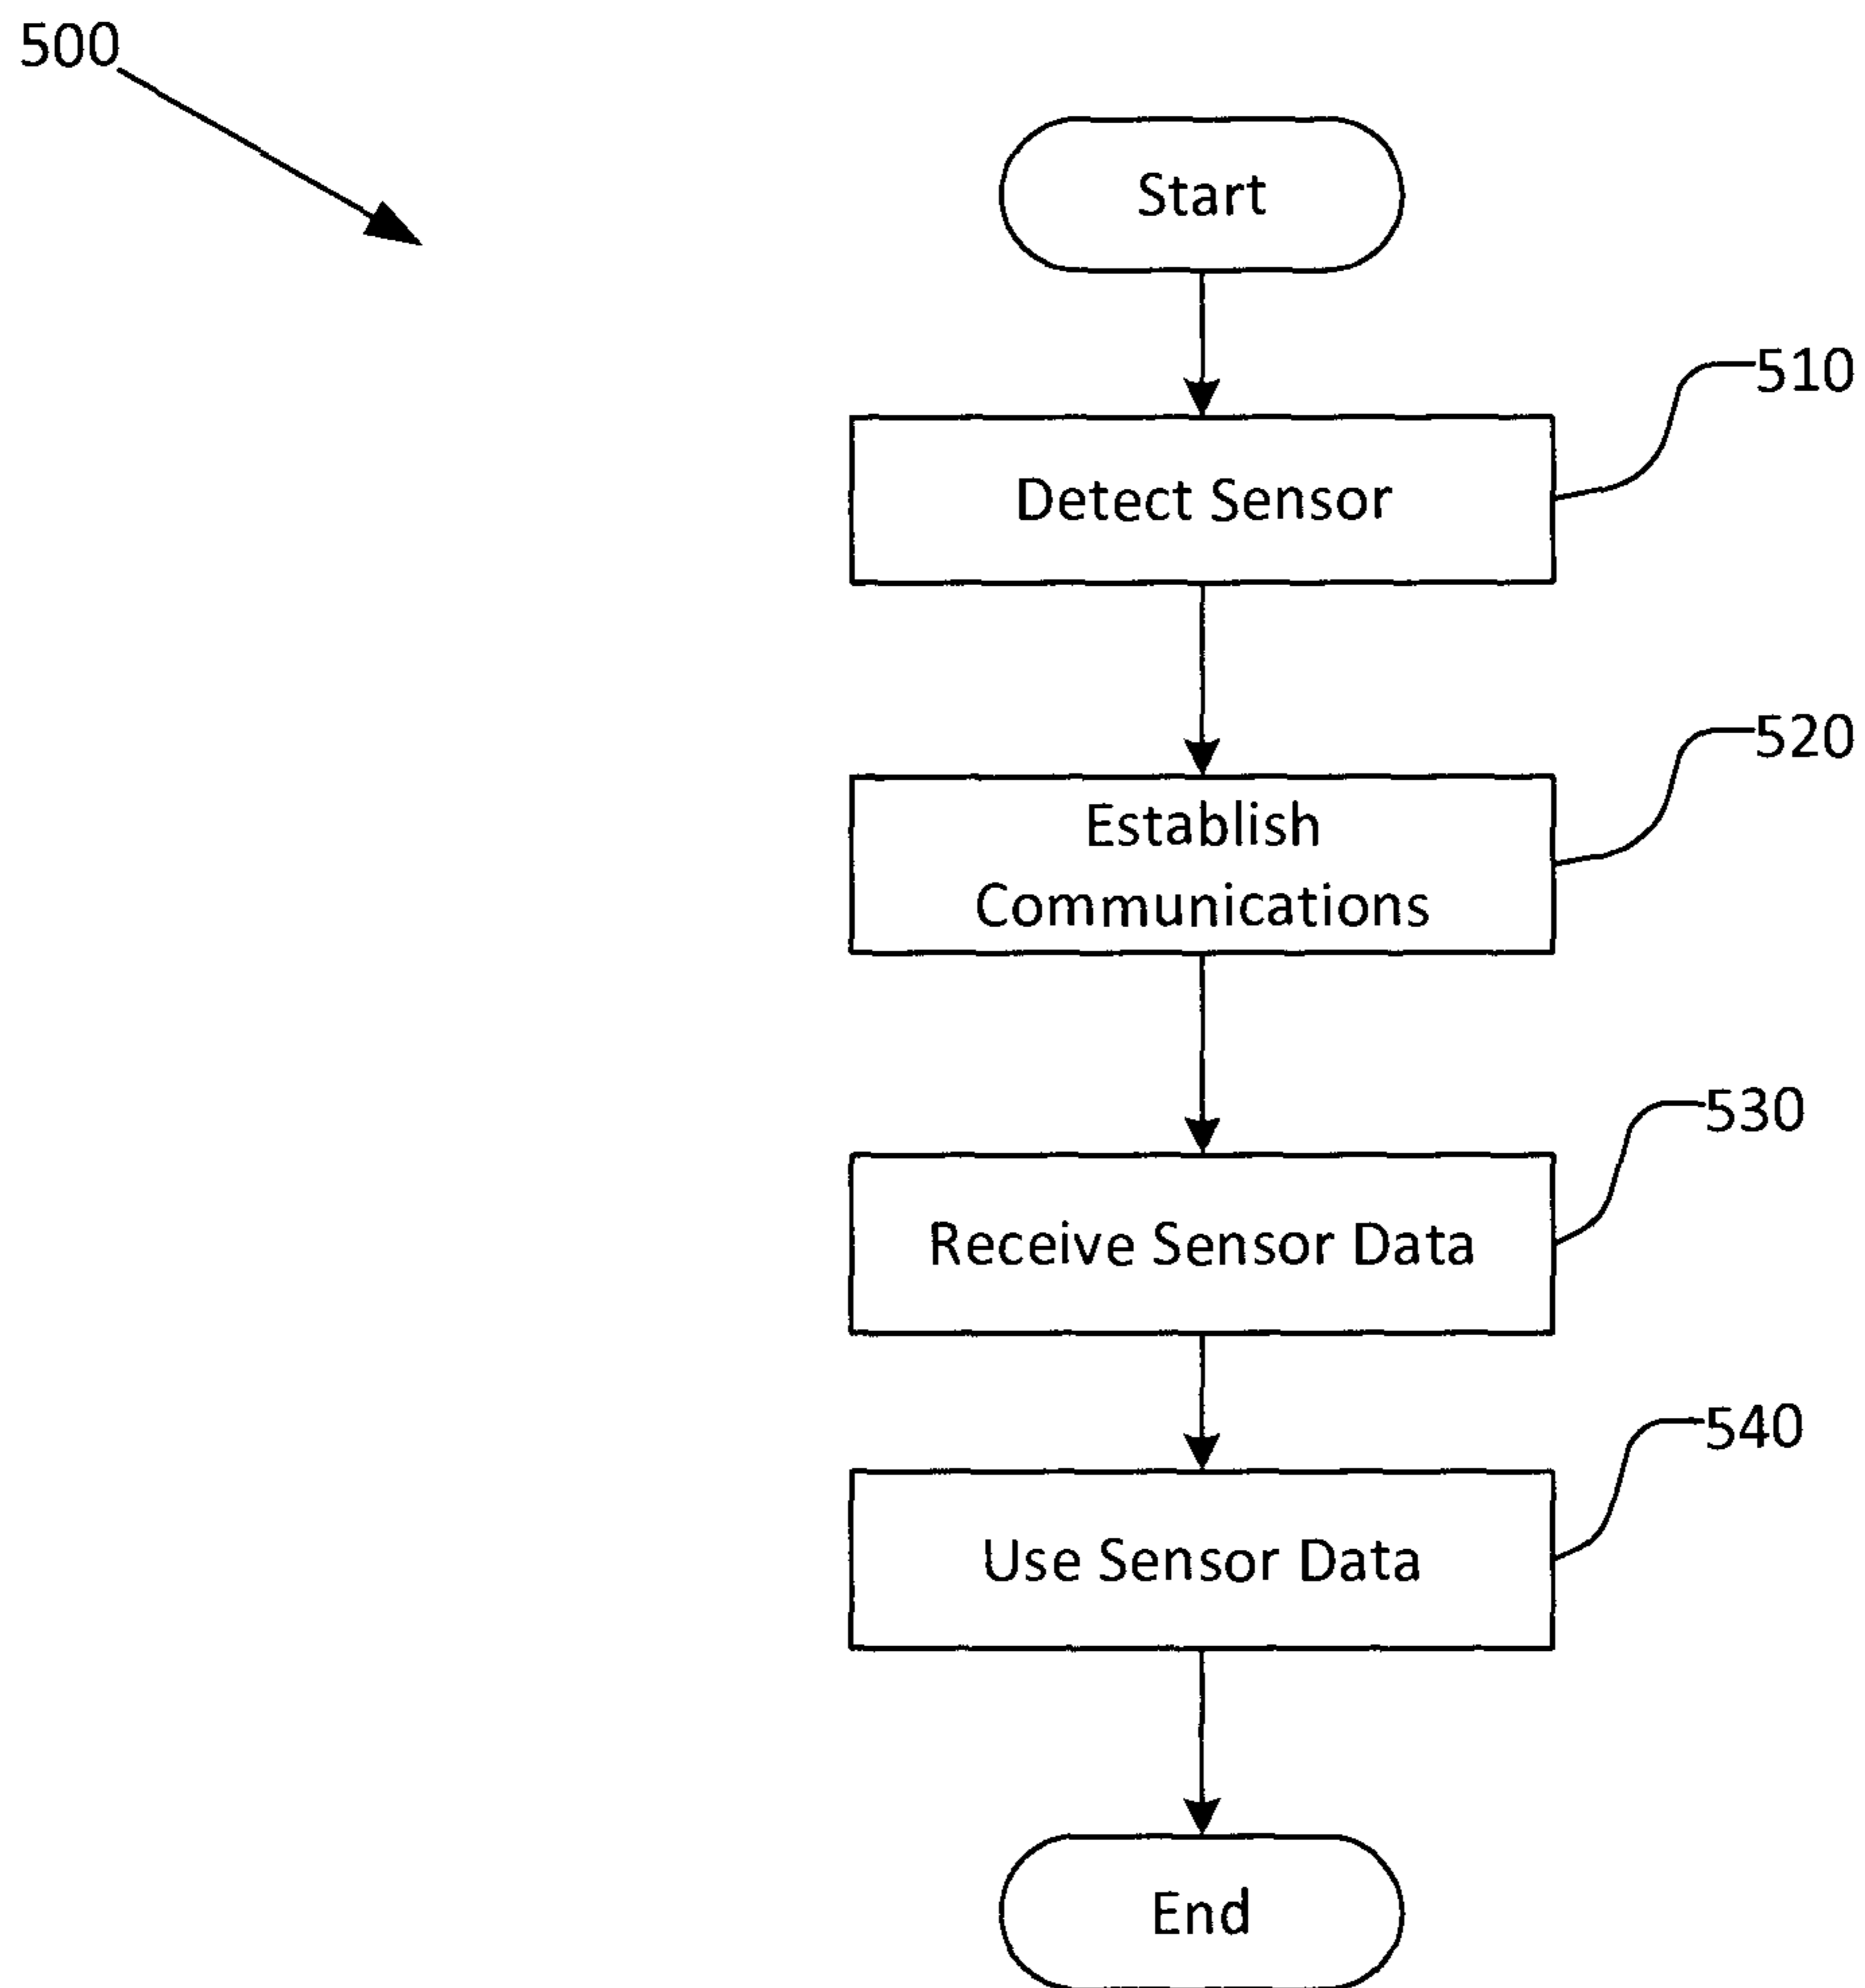 500
Start
510
Detect Sensor
520
Establish
Communications
530
Receive Sensor Data
540
Use Sensor Data
End